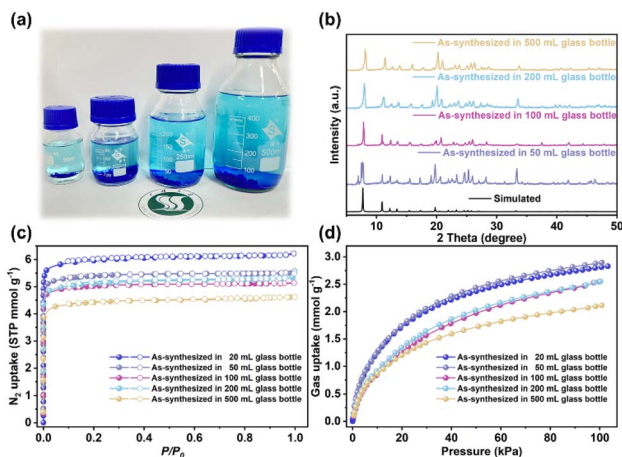 (a)
400
300
200
100
250ml
500ml
(b)
Intensity (a.u.)
As-synthesized in 500 mL glass bottle
As-synthesized in 200 mL glass bottle
As-synthesized in 100 mL glass bottle
As-synthesized in 50 mL glass bottle
Simulated
10 20 30 40 50
2 Theta (degree)
(c)
N2 uptake (STP mmol g-1)
6
5
4
3
2
1
0
As-synthesized in 20 mL glass bottle
As-synthesized in 50 mL glass bottle
As-synthesized in 100 mL glass bottle
As-synthesized in 200 mL glass bottle
As-synthesized in 500 mL glass bottle
0.0 0.2 0.4 0.6 0.8 1.0
P/P0
(d)
Gas uptake (mmol g-1)
3.0
2.5
2.0
1.5
1.0
0.5
0.0
As-synthesized in 20 mL glass bottle
As-synthesized in 50 mL glass bottle
As-synthesized in 100 mL glass bottle
As-synthesized in 200 mL glass bottle
As-synthesized in 500 mL glass bottle
0 20 40 60 80 100
Pressure (kPa)